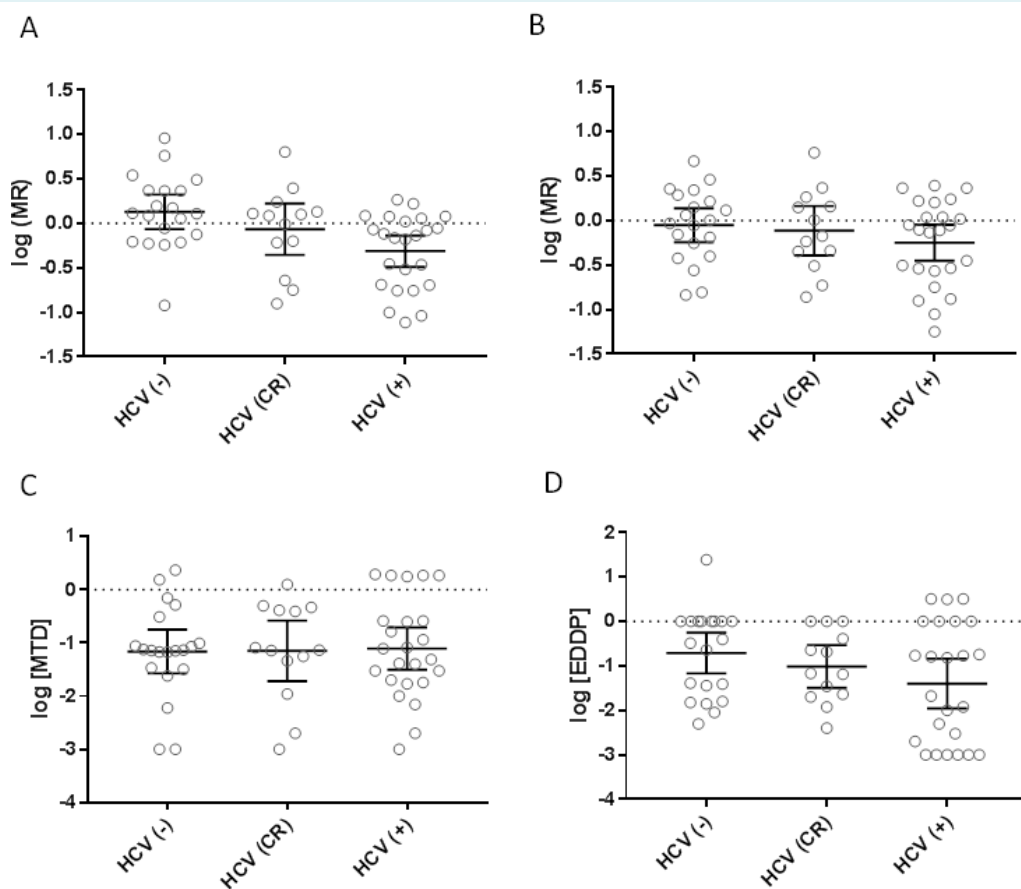 A
log (MR)
1.5
1.0
0.5
0.0
-0.5
-1.0
-1.5
HCV (-)
HCV (CR)
HCV (+)
B
log (MR)
1.5
1.0
0.5
0.0
-0.5
-1.0
-1.5
HCV (-)
HCV (CR)
HCV (+)
C
log [MTD]
1
0
-1
-2
-3
-4
HCV (-)
HCV (CR)
HCV (+)
D
log [EDDP]
2
1
0
-1
-2
-3
-4
HCV (-)
HCV (CR)
HCV (+)